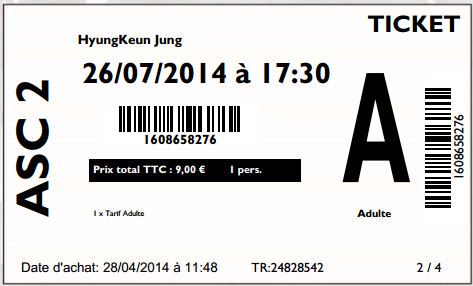 TICKET
HyungKeun Jung
26/07/2014 à 17:30
ASC 2
1608658276
A
1608658276
Prix total TTC : 9,00 € 1 pers.
1 x Tarif Adulte
Adulte
Date d'achat: 28/04/2014 à 11:48 TR:24828542 2 / 4